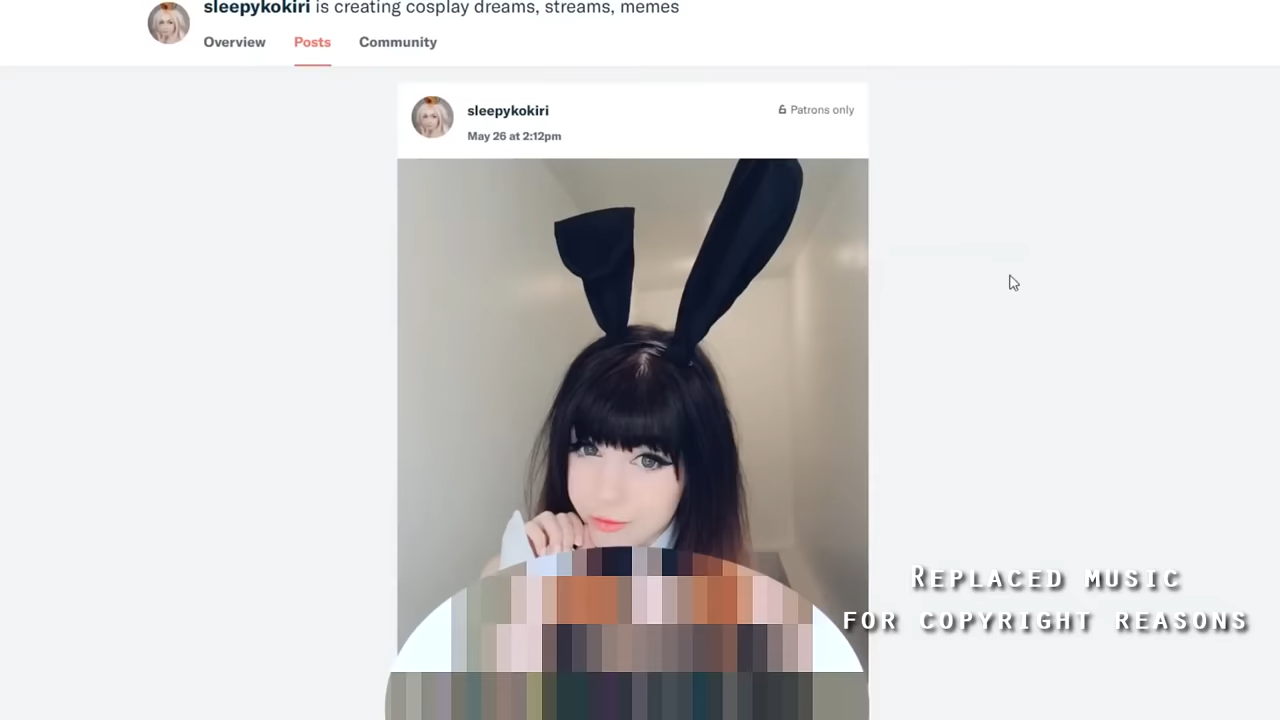 sleepykokiri is creating cosplay dreams, streams, memes
Overview Posts Community
sleepykokiri
Patrons only
May 26 at 2:12pm
REPLACED MUSIC
FOR COPYRIGHT REASONS